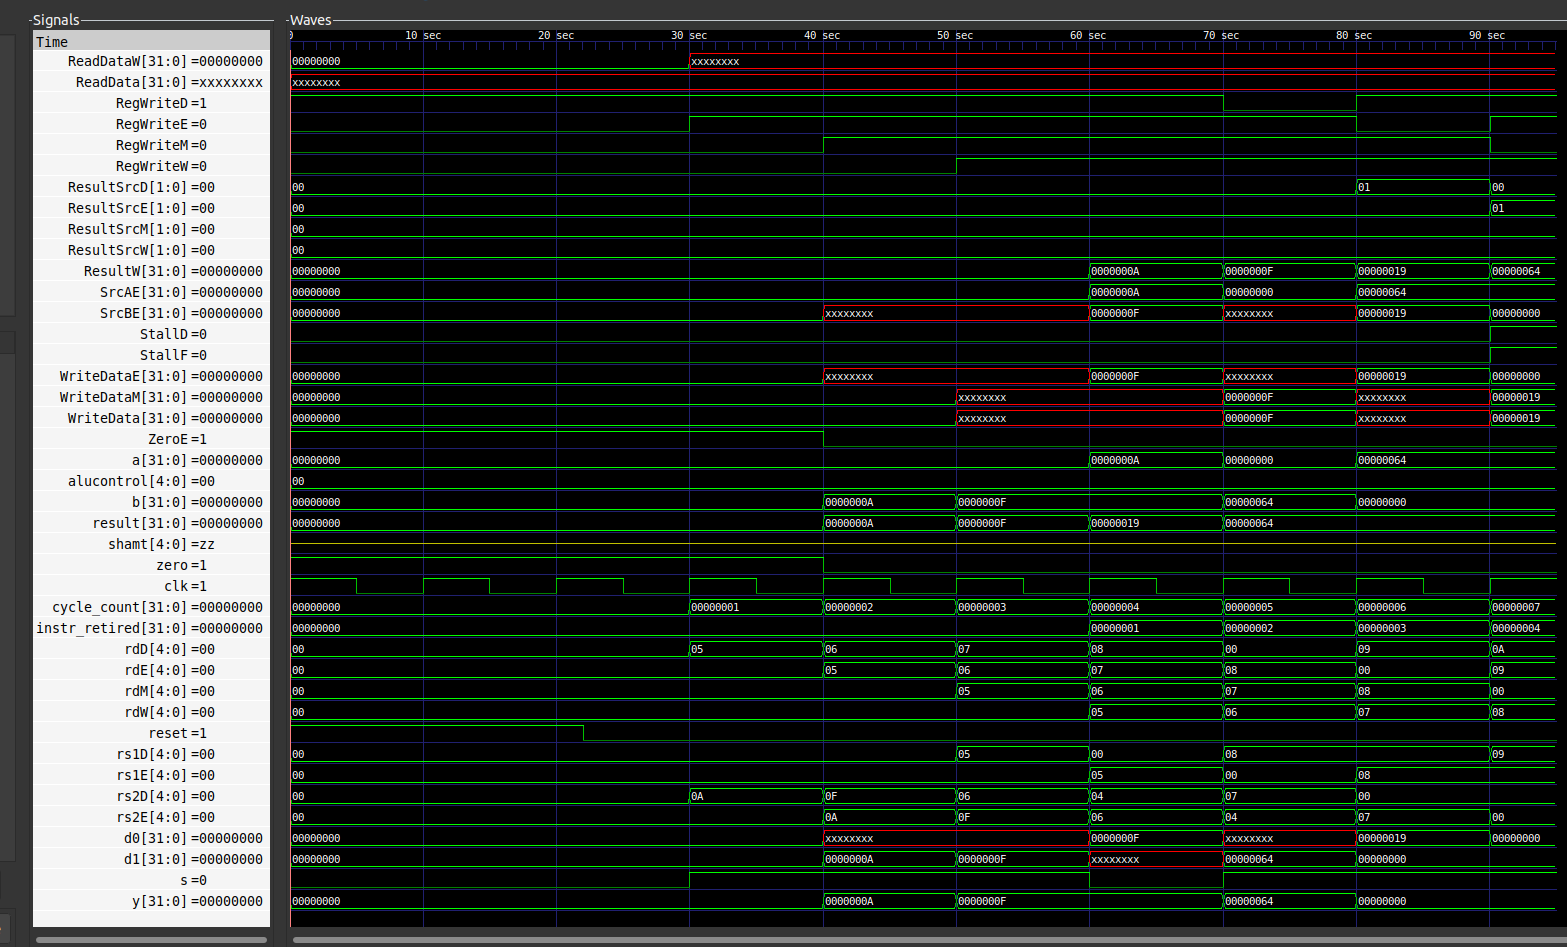 Signals
Waves
Time
0 10 sec 20 sec 30 sec 40 sec 50 sec 60 sec 70 sec 80 sec 90 sec
ReadDataW[31:0]=00000000 00000000 xxxxxxxx
ReadData[31:0]=xxxxxxxx xxxxxxxx
RegWriteD=1
RegWriteE=0
RegWriteM=0
RegWriteW=0
ResultSrcD[1:0]=00 00 01 00
ResultSrcE[1:0]=00 00 01
ResultSrcM[1:0]=00 00
ResultSrcW[1:0]=00 00
ResultW[31:0]=00000000 00000000 0000000A 0000000F 00000019 00000064
SrcAE[31:0]=00000000 00000000 0000000A 00000000 00000064
SrcBE[31:0]=00000000 00000000 xxxxxxxx 0000000F xxxxxxxx 00000019 00000000
StallD=0
StallF=0
WriteDataE[31:0]=00000000 00000000 xxxxxxxx 0000000F xxxxxxxx 00000019 00000000
WriteDataM[31:0]=00000000 00000000 xxxxxxxx 0000000F xxxxxxxx 00000019
WriteData[31:0]=00000000 00000000 xxxxxxxx 0000000F xxxxxxxx 00000019
ZeroE=1
a[31:0]=00000000 00000000 0000000A 00000000 00000064
alucontrol[4:0]=00 00
b[31:0]=00000000 00000000 0000000A 0000000F 00000064 00000000
result[31:0]=00000000 00000000 0000000A 0000000F 00000019 00000064
shamt[4:0]=zz
zero=1
clk=1
cycle_count[31:0]=00000000 00000000 00000001 00000002 00000003 00000004 00000005 00000006 00000007
instr_retired[31:0]=00000000 00000000 00000001 00000002 00000003 00000004
rdD[4:0]=00 00 05 06 07 08 00 09 0A
rdE[4:0]=00 00 05 06 07 08 00 09
rdM[4:0]=00 00 05 06 07 08 00
rdW[4:0]=00 00 05 06 07 08
reset=1
rs1D[4:0]=00 00 05 00 08 09
rs1E[4:0]=00 00 05 00 08
rs2D[4:0]=00 00 0A 0F 06 04 07 00
rs2E[4:0]=00 00 0A 0F 06 04 07 00
d0[31:0]=00000000 00000000 xxxxxxxx 0000000F xxxxxxxx 00000019 00000000
d1[31:0]=00000000 00000000 0000000A 0000000F xxxxxxxx 00000064 00000000
s=0
y[31:0]=00000000 00000000 0000000A 0000000F 00000064 00000000